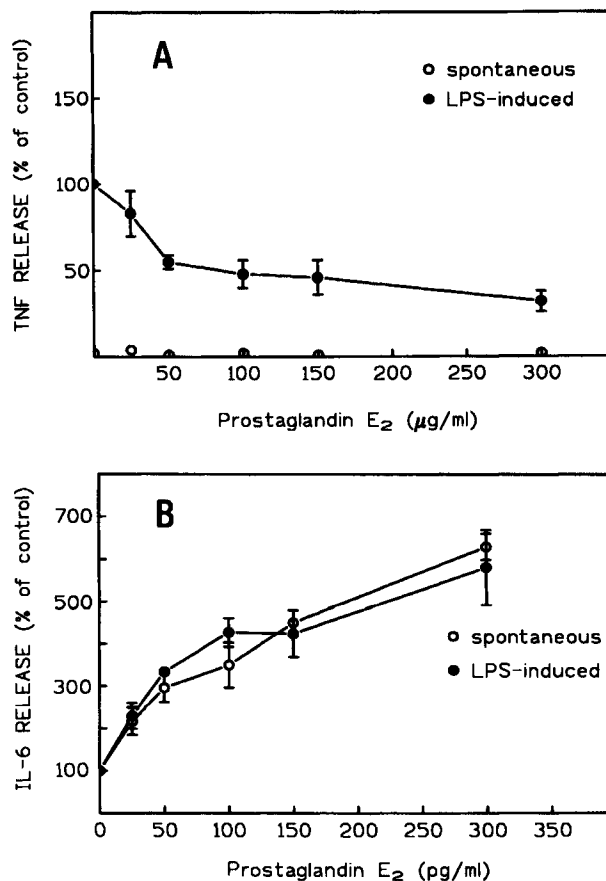 A
spontaneous
LPS-induced
TNF RELEASE (% of control)
150
100
50
50 100 150 200 250 300
Prostaglandin E₂ (μg/ml)
B
spontaneous
LPS-induced
IL-6 RELEASE (% of control)
700
500
300
100
0 50 100 150 200 250 300 350
Prostaglandin E₂ (pg/ml)